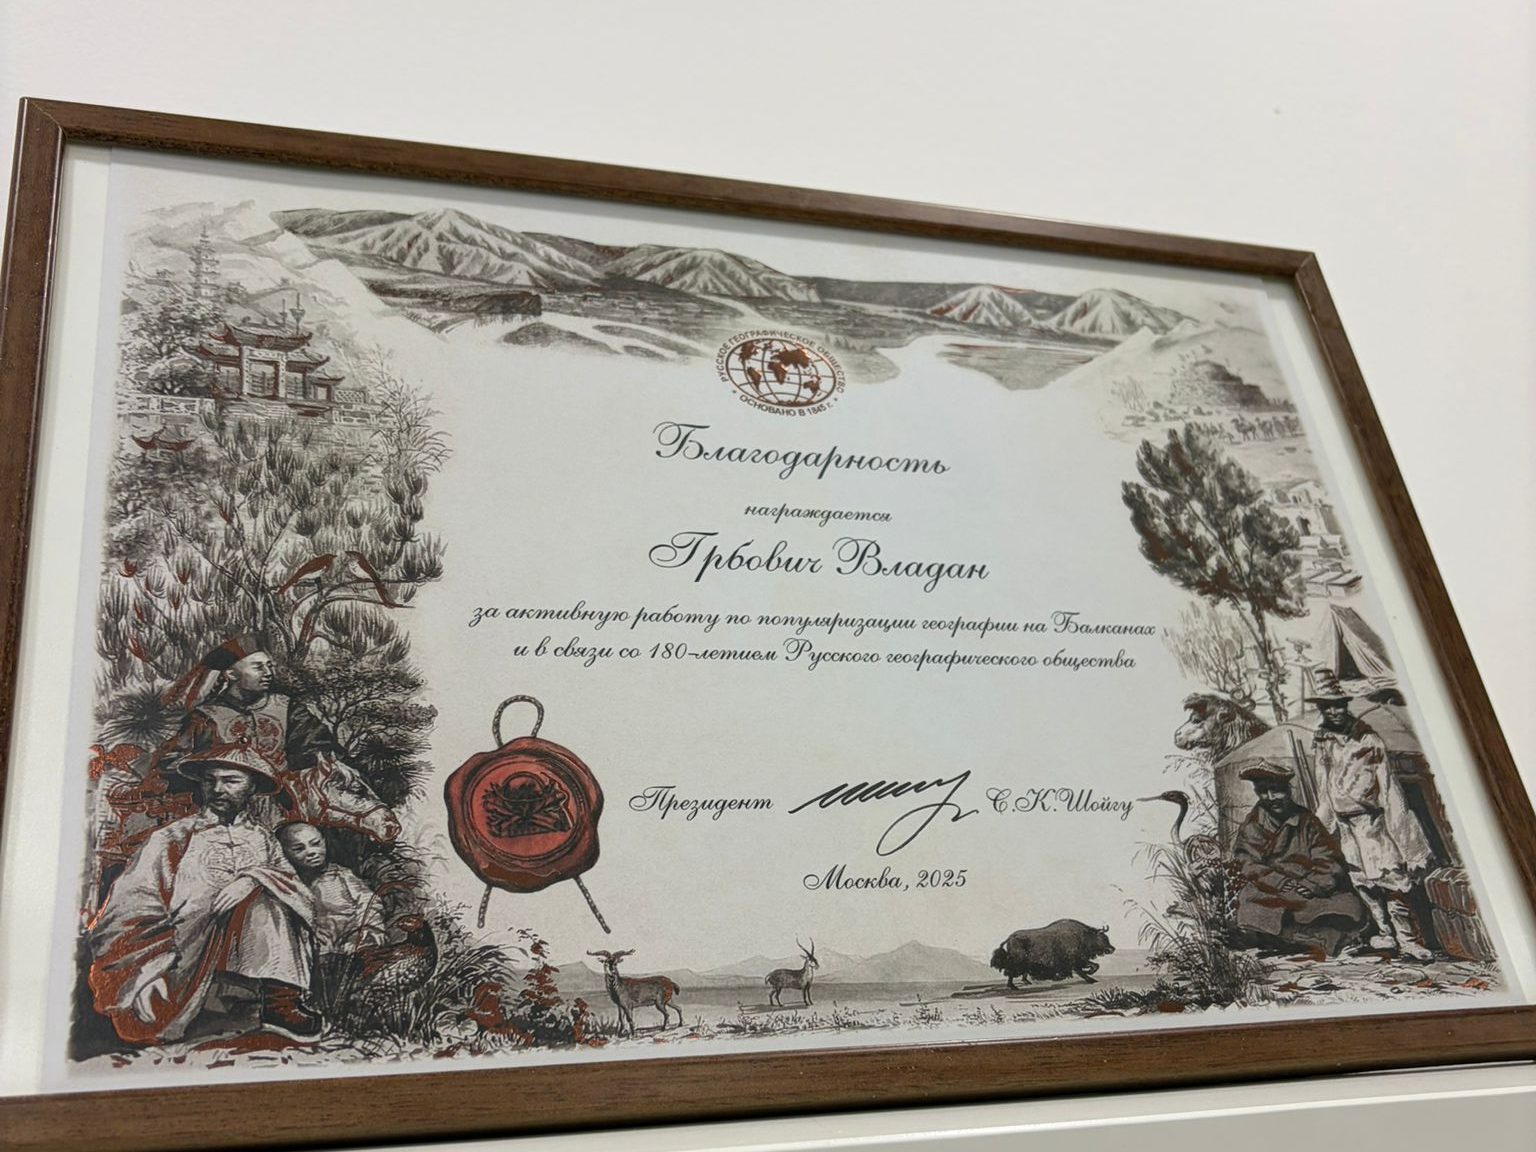 РУССКОЕ ГЕОГРАФИЧЕСКОЕ ОБЩЕСТВО
ОСНОВАНО В 1845 г.
Благодарность
награждается
Грбович Владан
за активную работу по популяризации географии на Балканах
и в связи со 180-летием Русского географического общества
Президент С.К.Шойгу
Москва, 2025